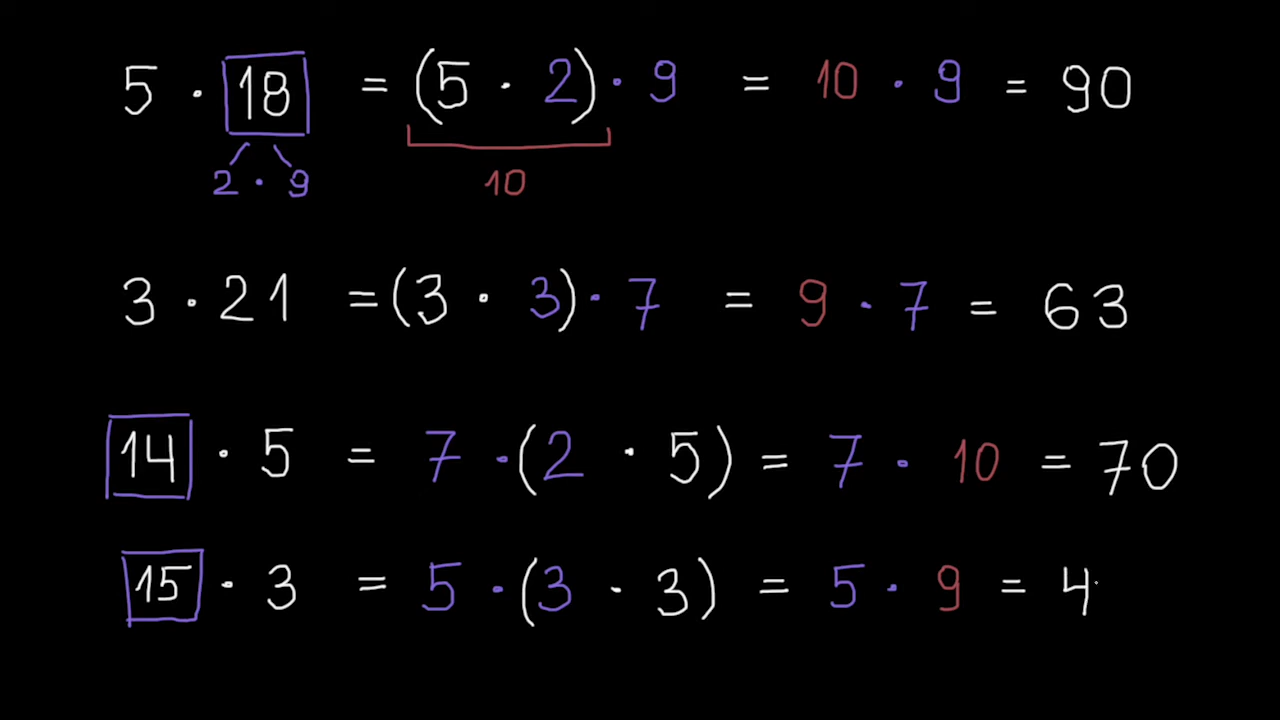 5 · 18 = (5 · 2) · 9 = 10 · 9 = 90
2 · 9 10
3 · 21 = (3 · 3) · 7 = 9 · 7 = 63
14 · 5 = 7 · (2 · 5) = 7 · 10 = 70
15 · 3 = 5 · (3 · 3) = 5 · 9 = 4